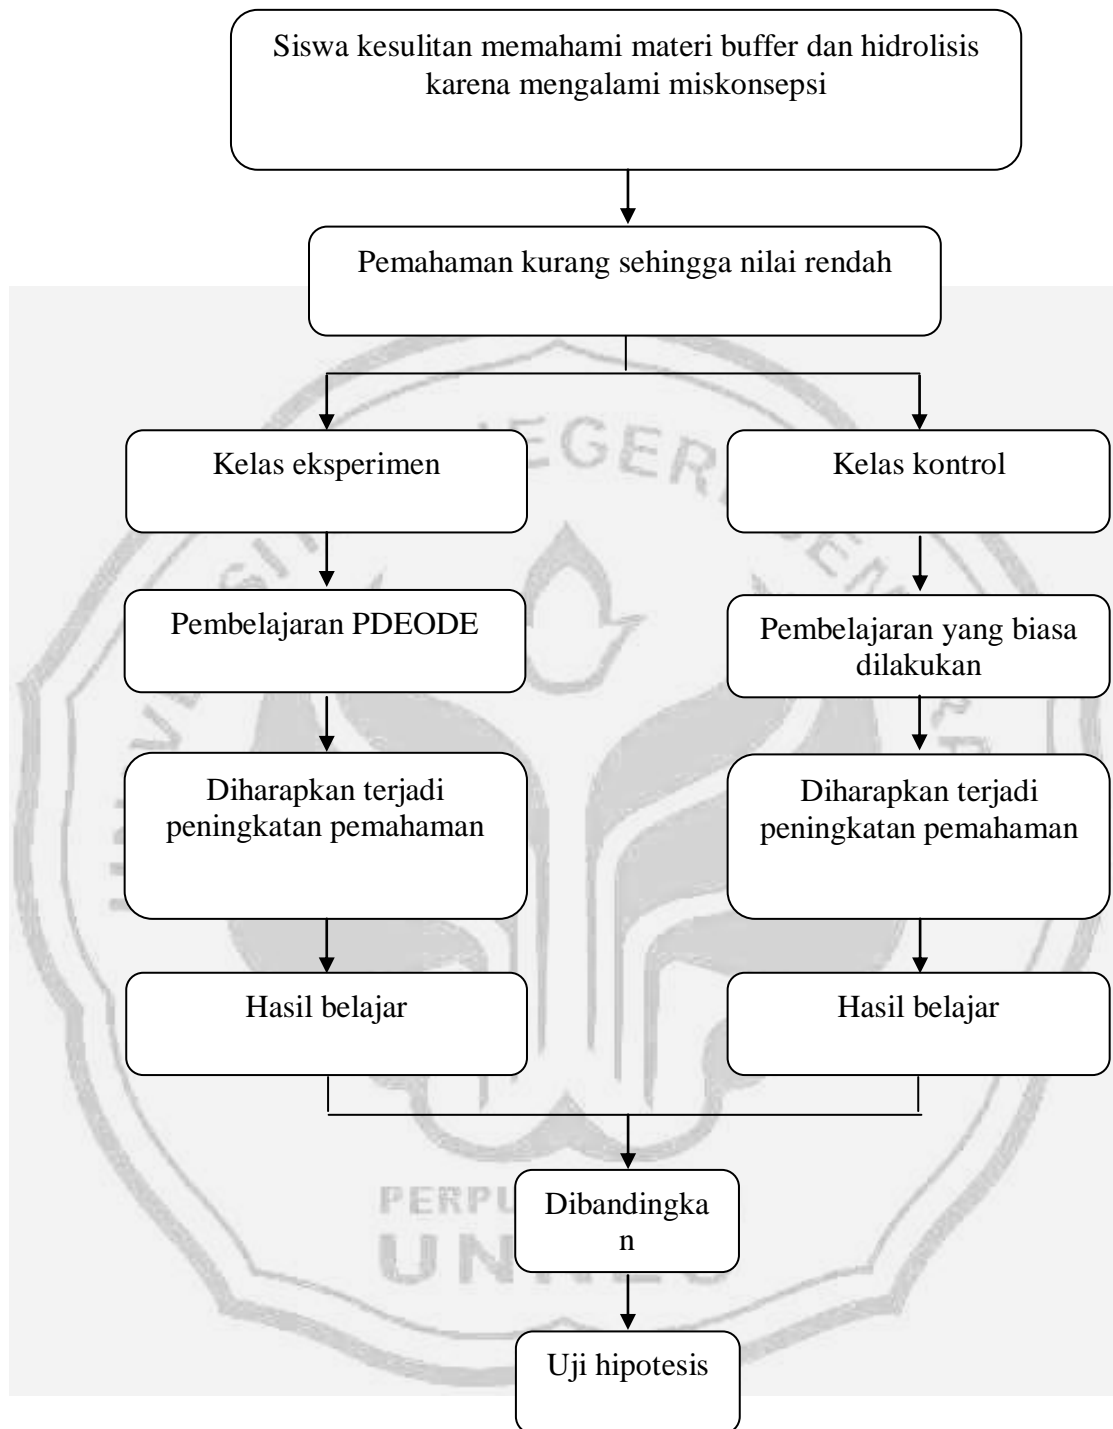 Siswa kesulitan memahami materi buffer dan hidrolisis
karena mengalami miskonsepsi
Pemahaman kurang sehingga nilai rendah
Kelas eksperimen
Kelas kontrol
Pembelajaran PDEODE
Pembelajaran yang biasa
dilakukan
Diharapkan terjadi
peningkatan pemahaman
Diharapkan terjadi
peningkatan pemahaman
Hasil belajar
Hasil belajar
Dibandingka
n
Uji hipotesis